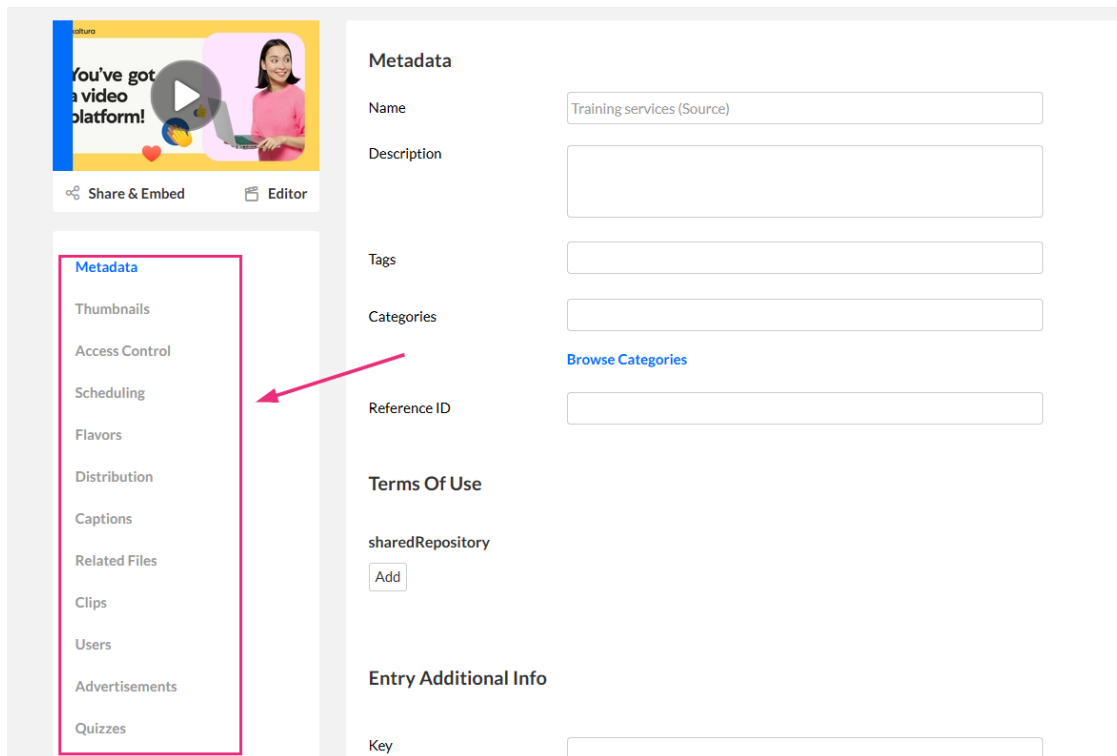 kaltura
You've got
a video
platform!
Share & Embed
Editor
Metadata
Thumbnails
Access Control
Scheduling
Flavors
Distribution
Captions
Related Files
Clips
Users
Advertisements
Quizzes
Metadata
Name
Training services (Source)
Description
Tags
Categories
Browse Categories
Reference ID
Terms Of Use
sharedRepository
Add
Entry Additional Info
Key